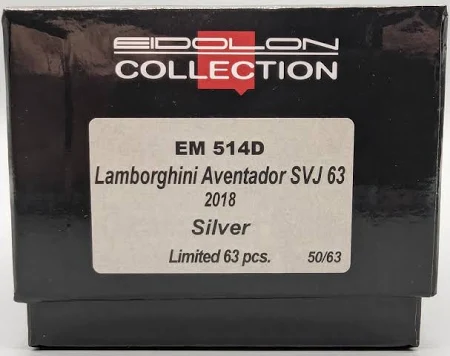 EIDOLON
COLLECTION
EM 514D
Lamborghini Aventador SVJ 63
2018
Silver
Limited 63 pcs. 50/63